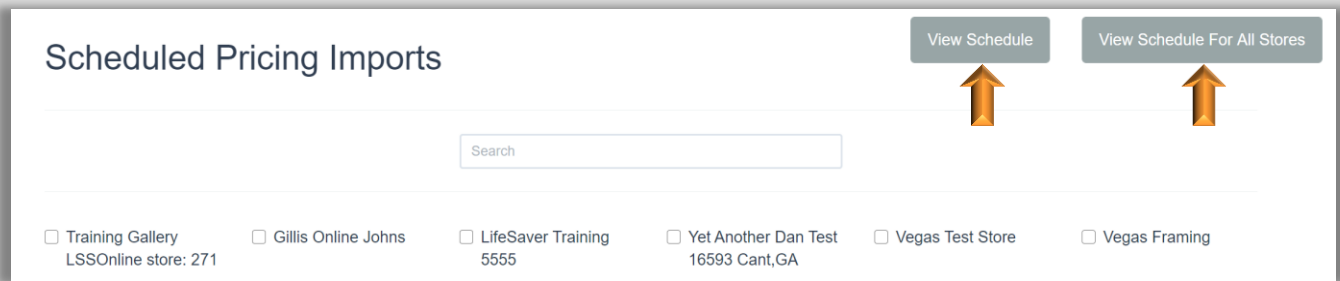 Scheduled Pricing Imports
View Schedule
View Schedule For All Stores
Search
Training Gallery
LSSOnline store: 271
Gillis Online Johns
LifeSaver Training
5555
Yet Another Dan Test
16593 Cant,GA
Vegas Test Store
Vegas Framing